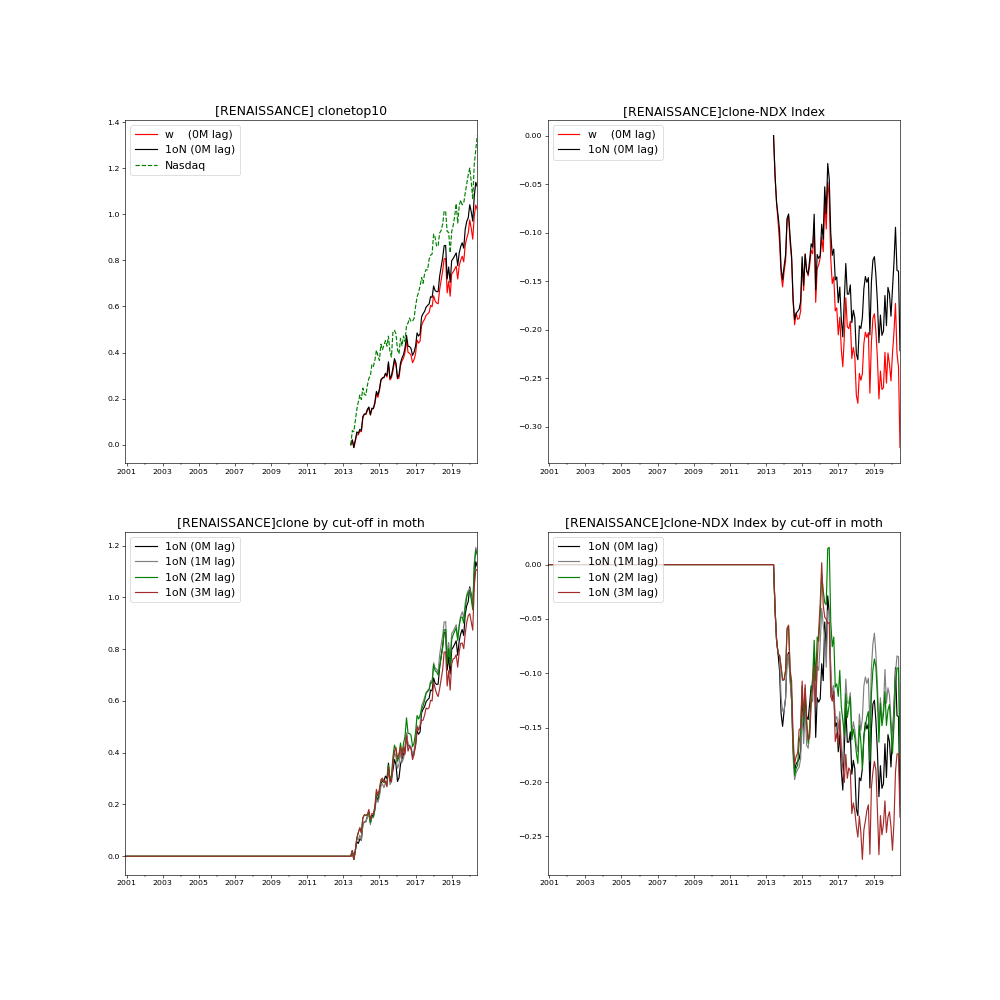 [RENAISSANCE] clonetop10
1.4
1.2
1.0
0.8
0.6
0.4
0.2
0.0
w (0M lag)
1oN (0M lag)
Nasdaq
2001 2003 2005 2007 2009 2011 2013 2015 2017 2019
[RENAISSANCE]clone-NDX Index
0.00
−0.05
−0.10
−0.15
−0.20
−0.25
−0.30
w (0M lag)
1oN (0M lag)
2001 2003 2005 2007 2009 2011 2013 2015 2017 2019
[RENAISSANCE]clone by cut-off in moth
1.2
1.0
0.8
0.6
0.4
0.2
0.0
1oN (0M lag)
1oN (1M lag)
1oN (2M lag)
1oN (3M lag)
2001 2003 2005 2007 2009 2011 2013 2015 2017 2019
[RENAISSANCE]clone-NDX Index by cut-off in moth
0.00
−0.05
−0.10
−0.15
−0.20
−0.25
1oN (0M lag)
1oN (1M lag)
1oN (2M lag)
1oN (3M lag)
2001 2003 2005 2007 2009 2011 2013 2015 2017 2019